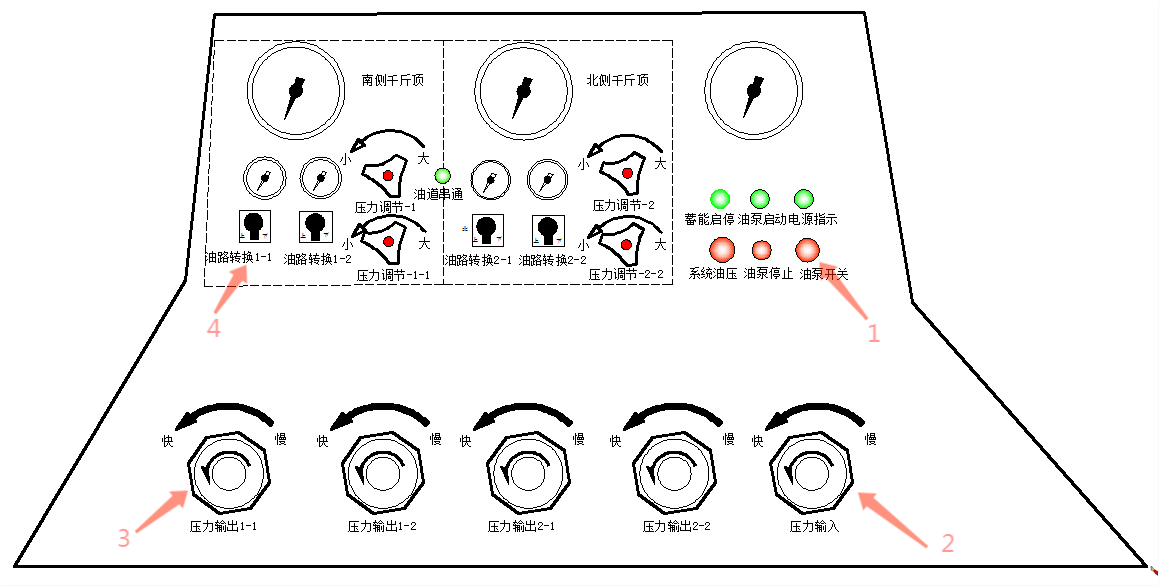 南侧千斤顶
北侧千斤顶
小
大
小
大
油道串通
压力调节-1
压力调节-2
蓄能启停
油泵启动
电源指示
小
大
小
大
油路转换1-1
油路转换1-2
油路转换2-1
油路转换2-2
压力调节-1-1
压力调节-2-2
系统油压
油泵停止
油泵开关
4
1
快
慢
快
慢
快
慢
快
慢
快
慢
压力输出1-1
压力输出1-2
压力输出2-1
压力输出2-2
压力输入
3
2